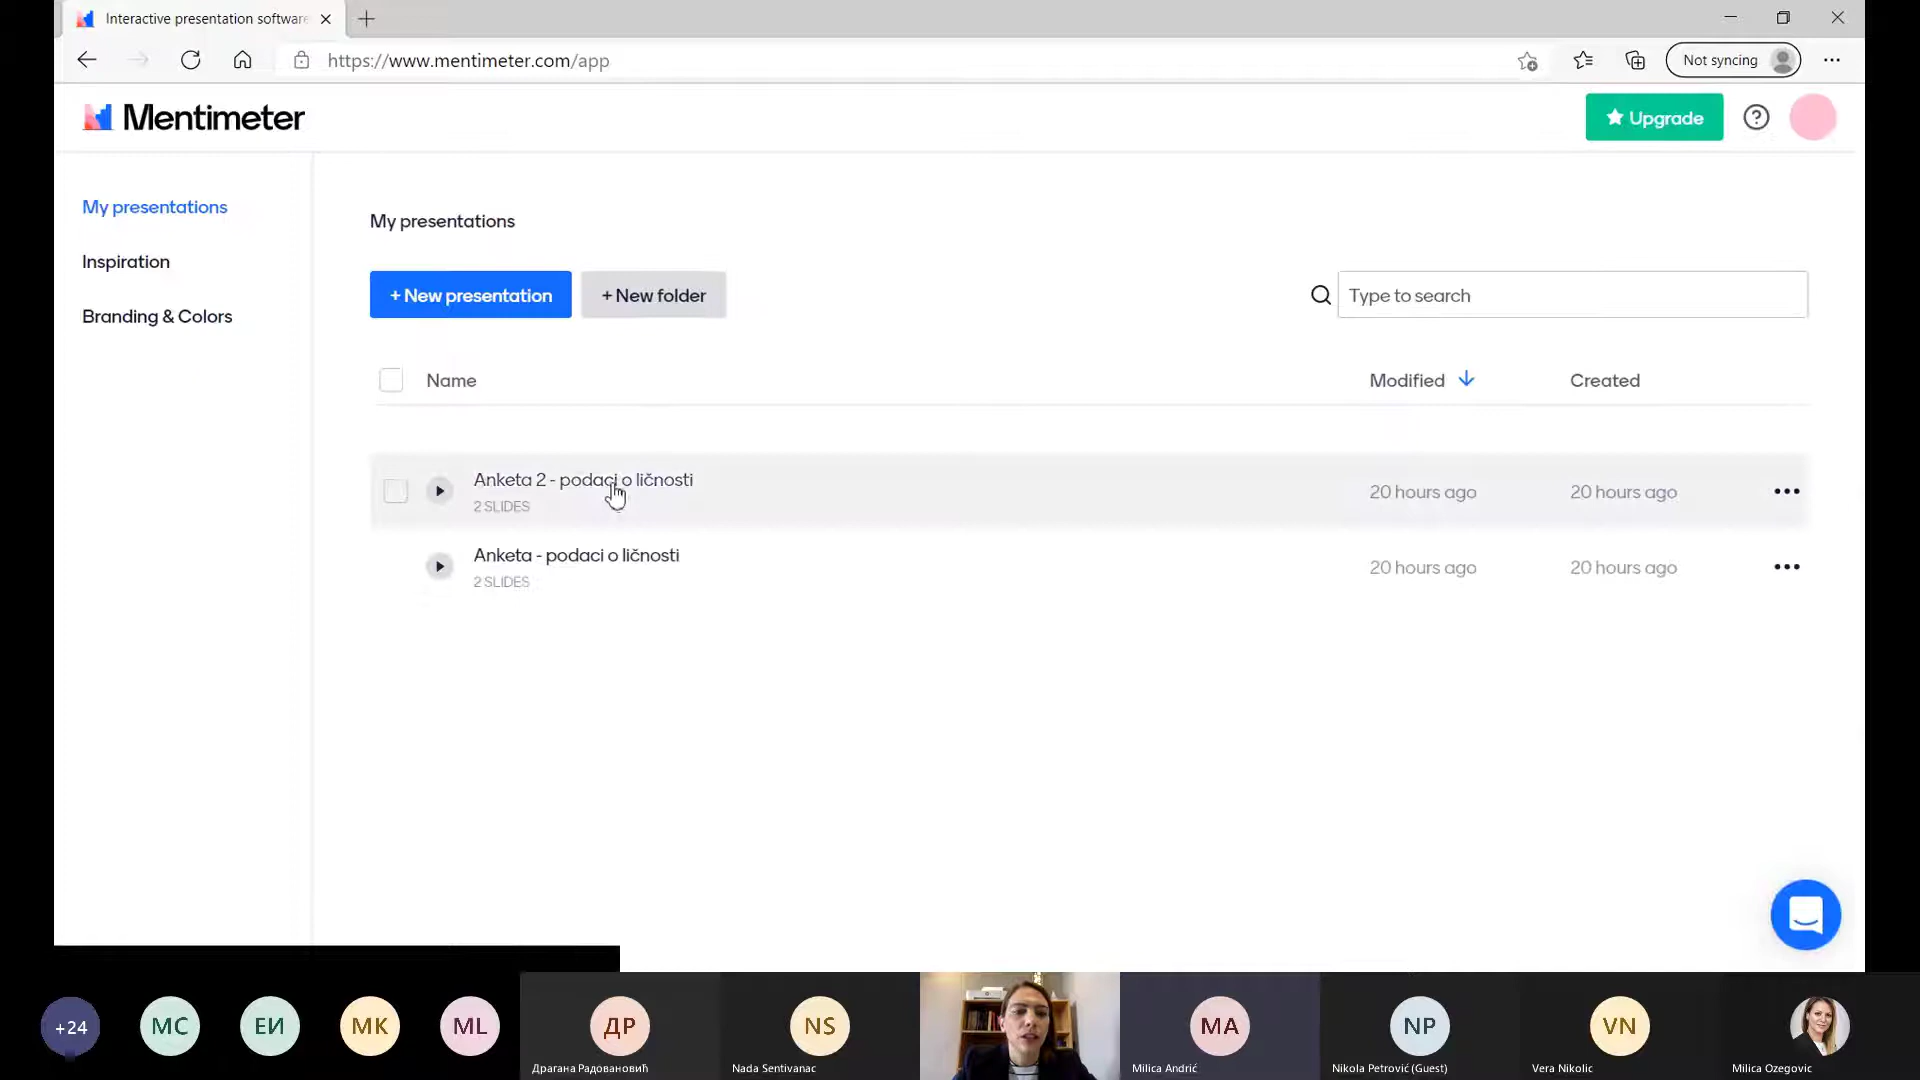 Interactive presentation software
https://www.mentimeter.com/app
Not syncing
Mentimeter
Upgrade
My presentations
Inspiration
Branding & Colors
My presentations
+ New presentation
+ New folder
Type to search
Name
Modified
Created
Anketa 2 - podaci o ličnosti
2 SLIDES
20 hours ago
20 hours ago
Anketa - podaci o ličnosti
2 SLIDES
20 hours ago
20 hours ago
+24
MC
ЕИ
MK
ML
ДР
NS
MA
NP
VN
Драгана Радовановић
Nada Sentivanac
Milica Andrić
Nikola Petrović (Guest)
Vera Nikolic
Milica Ozegovic